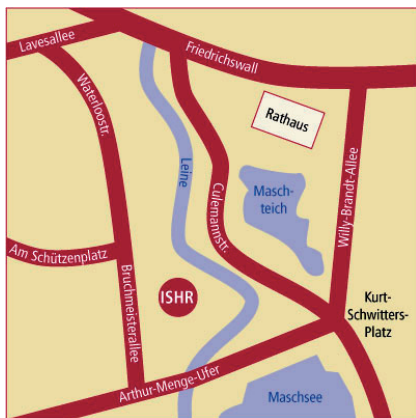 Lavesallee
Friedrichswall
Waterloostr.
Rathaus
Leine
Culemannstr.
Masch-
teich
Willy-Brandt-Allee
Am Schützenplatz
Bruchmeisterallee
ISHR
Kurt-
Schwitters-
Platz
Arthur-Menge-Ufer
Maschsee